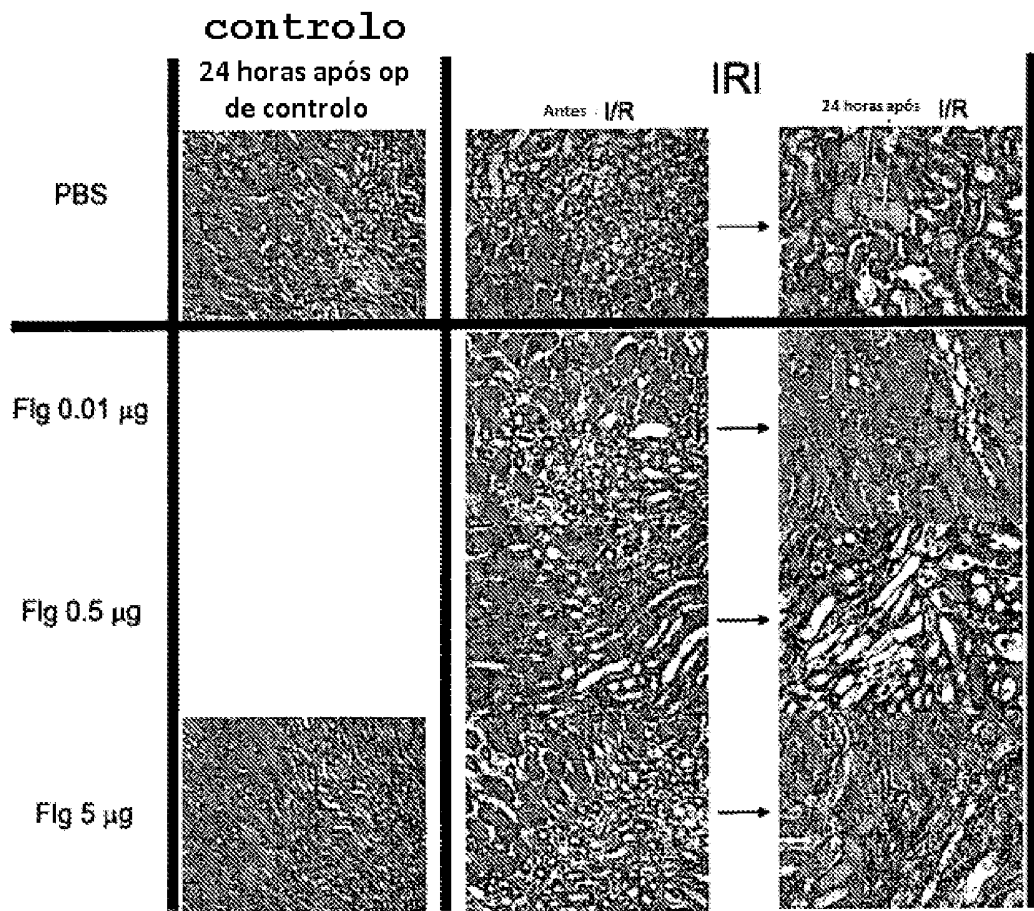 controlo
24 horas após op
de controlo
IRI
Antes I/R
24 horas após I/R
PBS
Flg 0.01 μg
Flg 0.5 μg
Flg 5 μg